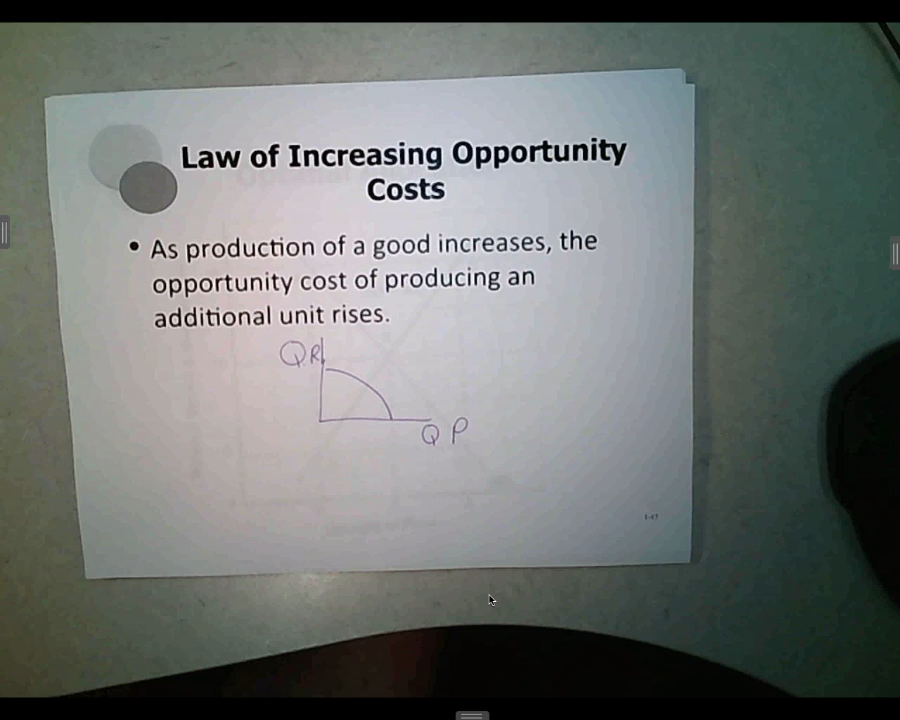 Law of Increasing Opportunity
Costs
• As production of a good increases, the
opportunity cost of producing an
additional unit rises.
QR
Q P